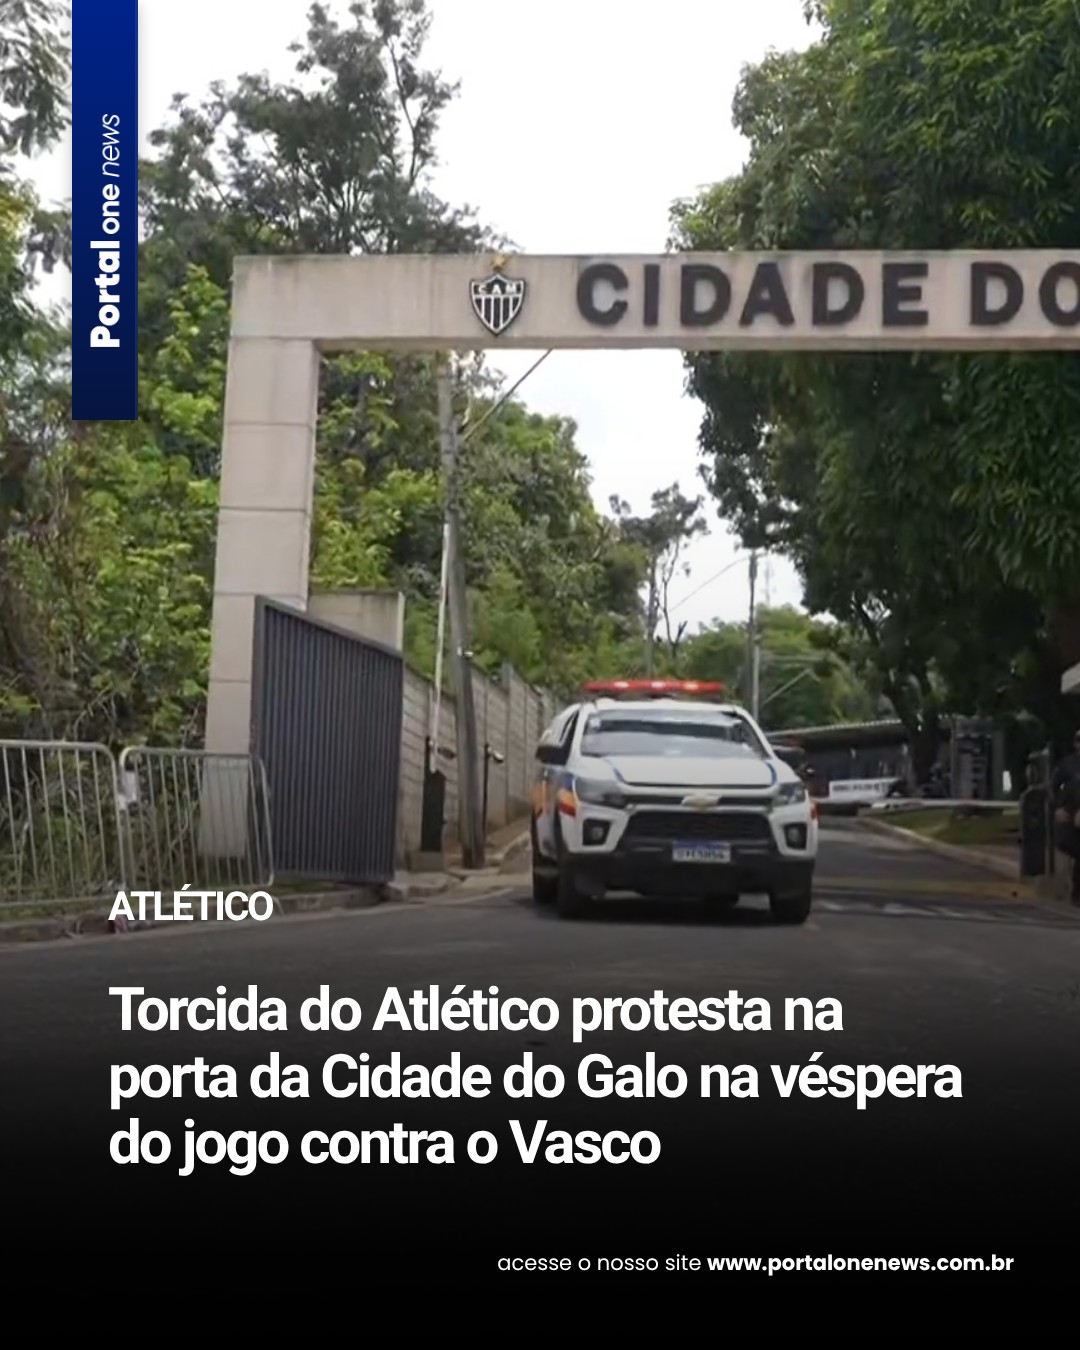 Portal one news
CAM
CIDADE DO
ATLÉTICO
Torcida do Atlético protesta na
porta da Cidade do Galo na véspera
do jogo contra o Vasco
acesse o nosso site www.portalonenews.com.br